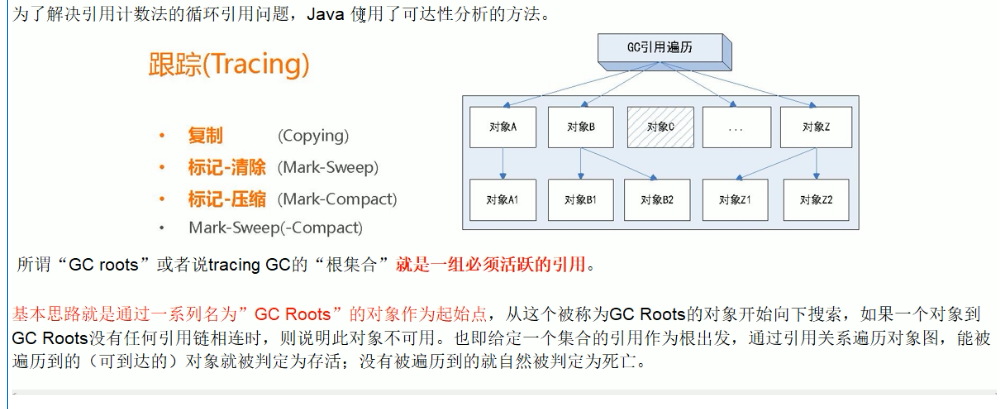 为了解决引用计数法的循环引用问题，Java 使用了可达性分析的方法。
跟踪(Tracing)
• 复制 (Copying)
• 标记-清除 (Mark-Sweep)
• 标记-压缩 (Mark-Compact)
• Mark-Sweep(-Compact)
GC引用遍历
对象A 对象B 对象C ... 对象Z
对象A1 对象B1 对象B2 对象Z1 对象Z2
所谓“GC roots”或者说tracing GC的“根集合”就是一组必须活跃的引用。
基本思路就是通过一系列名为”GC Roots”的对象作为起始点，从这个被称为GC Roots的对象开始向下搜索，如果一个对象到
GC Roots没有任何引用链相连时，则说明此对象不可用。也即给定一个集合的引用作为根出发，通过引用关系遍历对象图，能被
遍历到的（可到达的）对象就被判定为存活；没有被遍历到的就自然被判定为死亡。